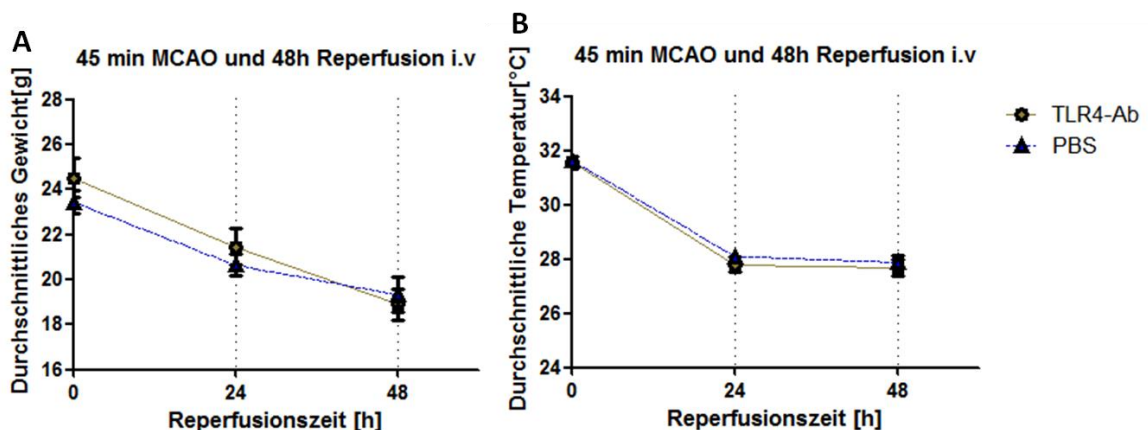 A
45 min MCAO und 48h Reperfusion i.v
Durchschnittliches Gewicht[g]
28
26
24
22
20
18
16
0
24
48
Reperfusionszeit [h]
B
45 min MCAO und 48h Reperfusion i.v
Durchschnittliche Temperatur[°C]
34
32
30
28
26
24
0
24
48
Reperfusionszeit [h]
TLR4-Ab
PBS